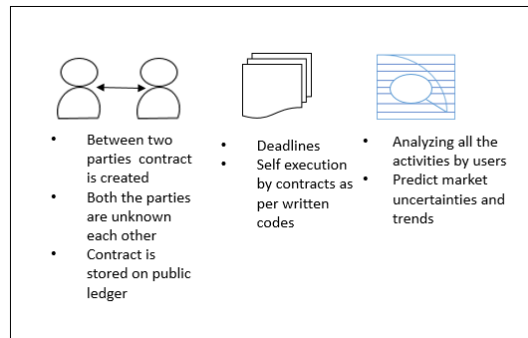 • Between two
parties contract
is created
• Both the parties
are unknown
each other
• Contract is
stored on public
ledger
• Deadlines
• Self execution
by contracts as
per written
codes
• Analyzing all the
activities by users
• Predict market
uncertainties and
trends